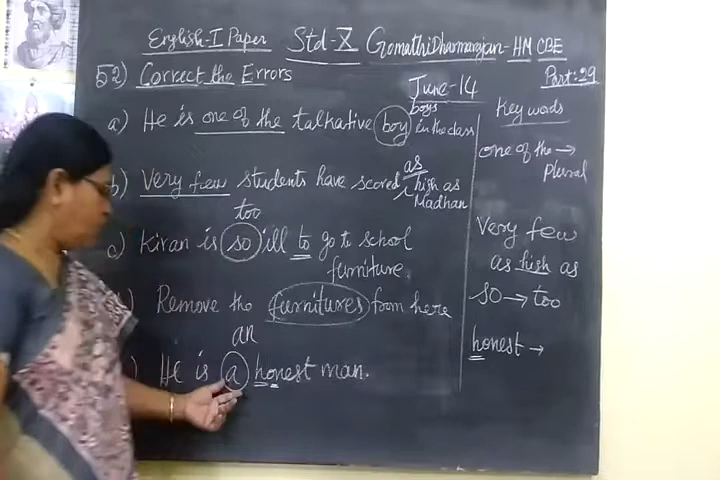 English-I Paper Std-X Gomathi Dharmarajan-HM CBE
52) Correct the Errors June-14 Part:29
boys
a) He is one of the talkative boy in the class
as
b) Very few students have scored high as Madhan
too
c) Kiran is so ill to go to school
furniture.
) Remove the furnitures from here
an
) He is a honest man.
Key words
one of the → plural
Very few
as high as
so → too
honest →